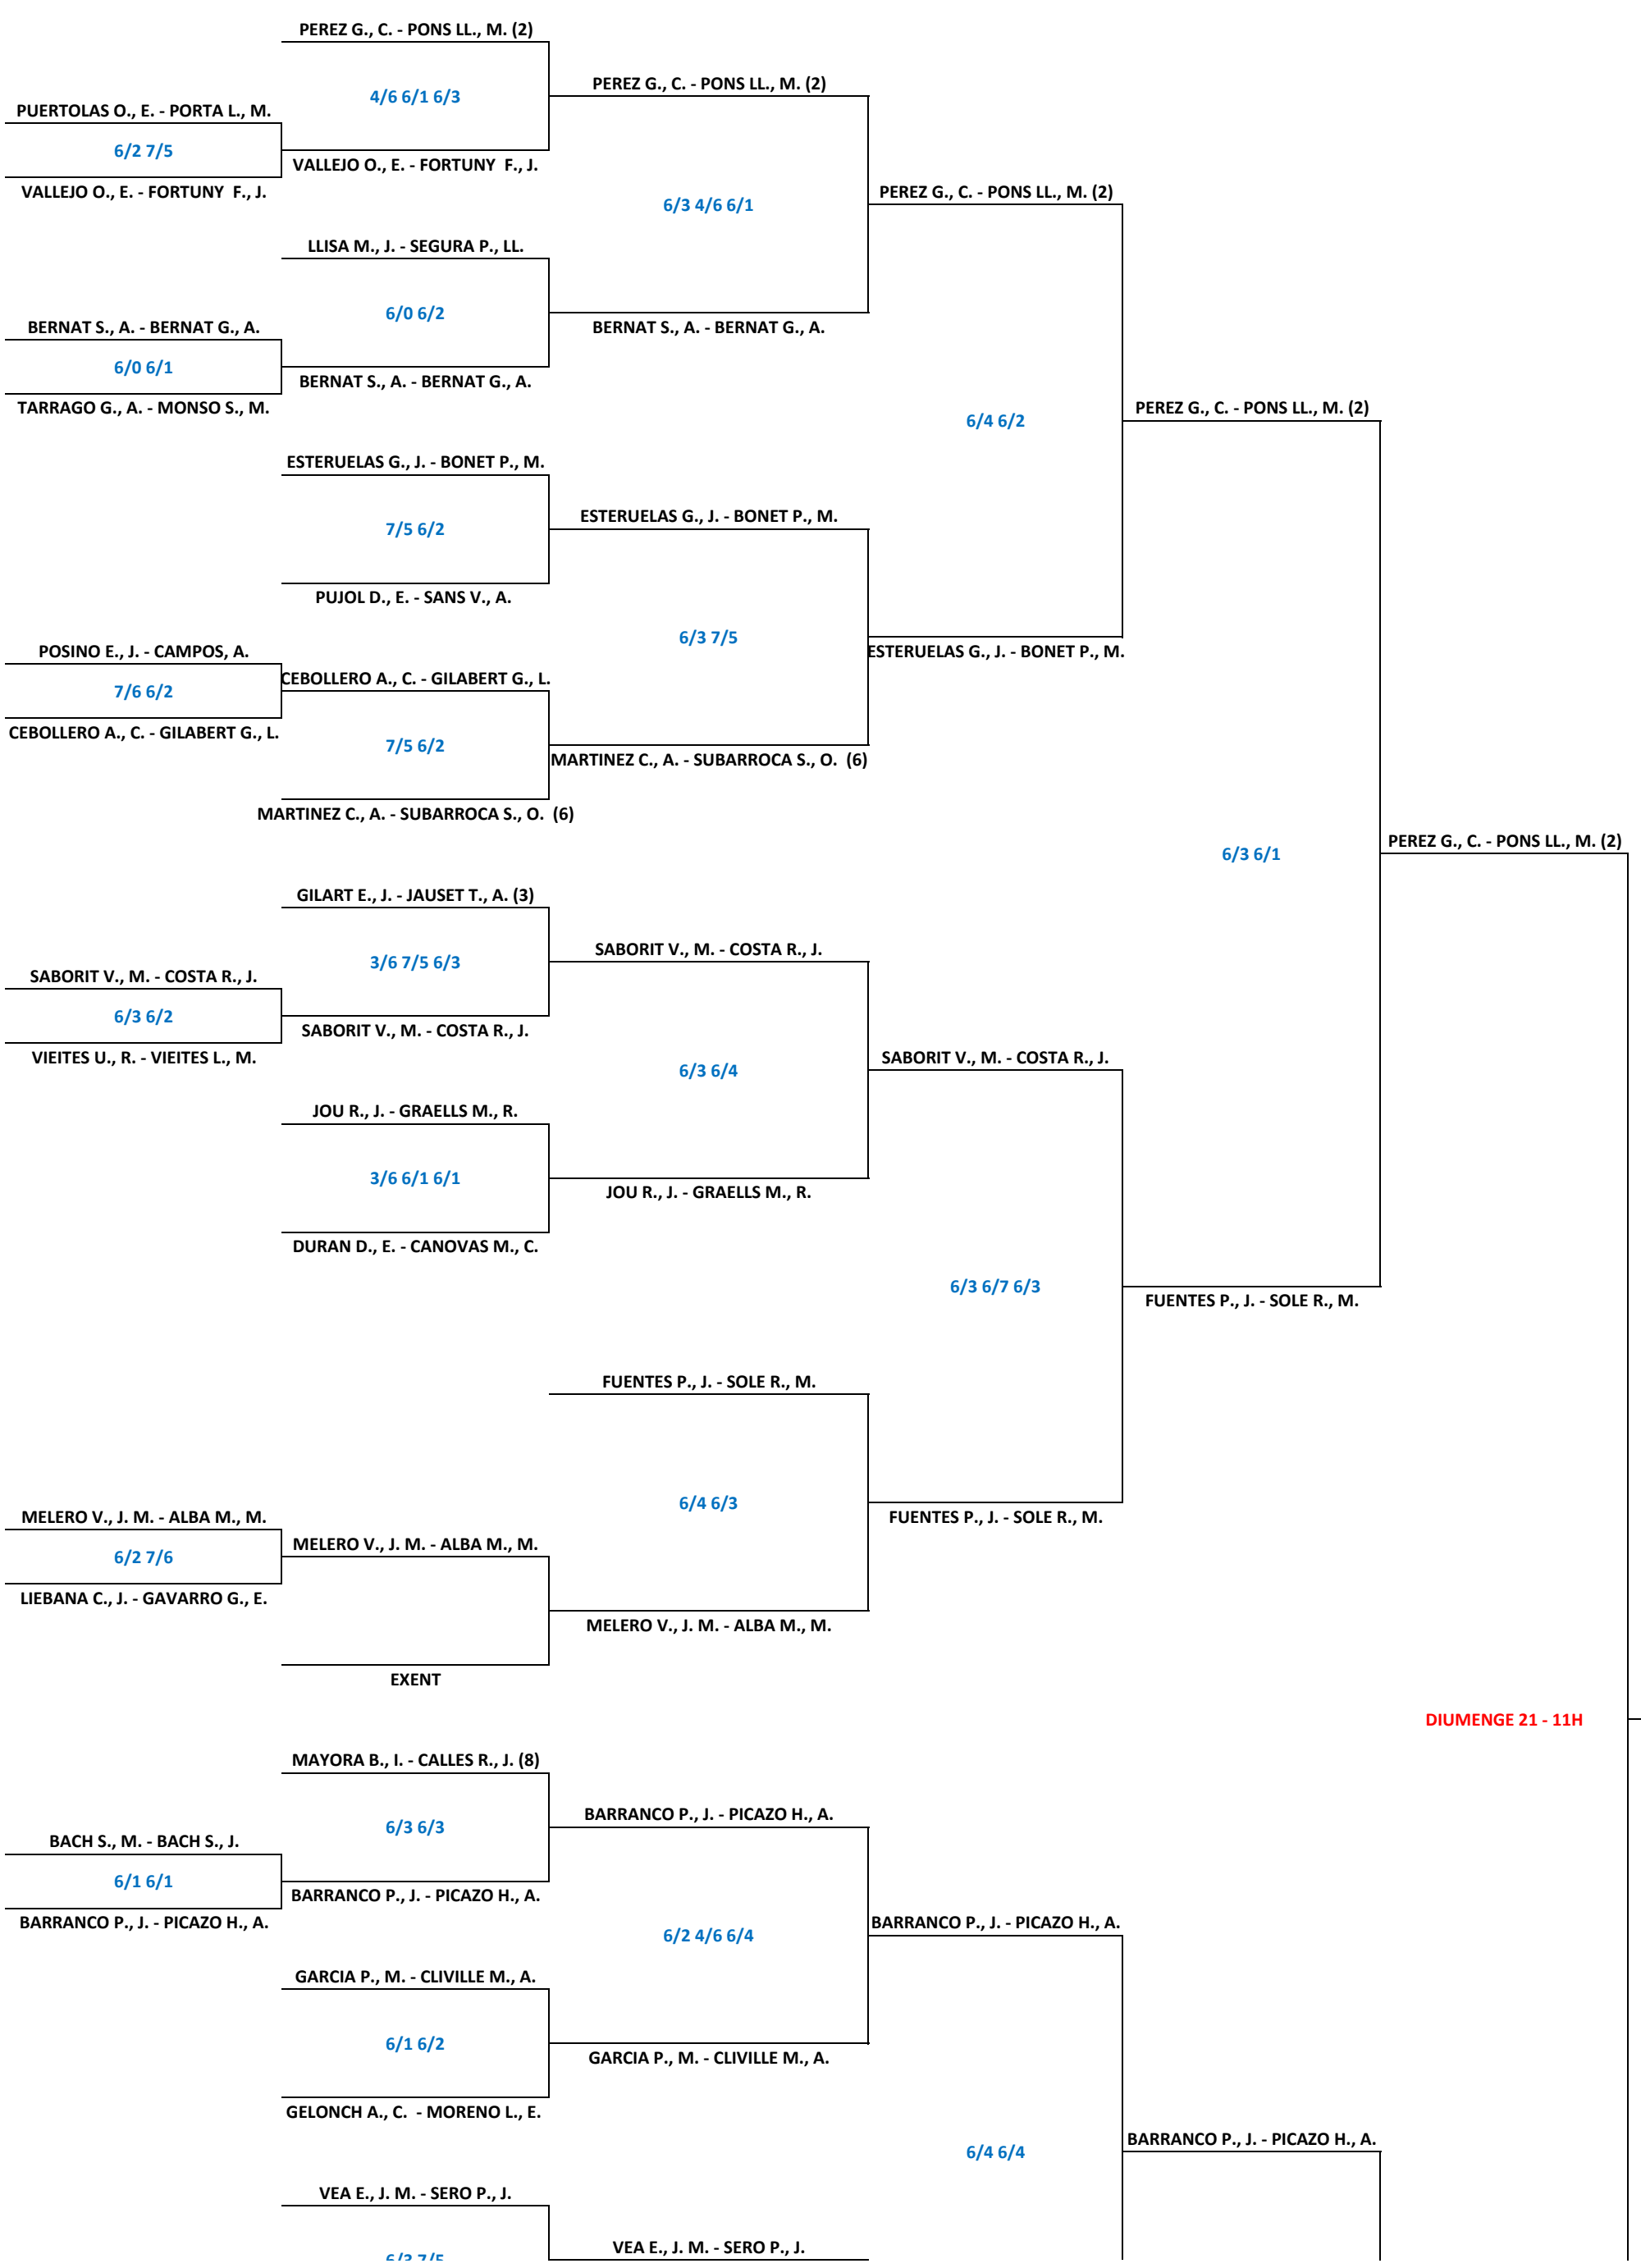 PEREZ G., C. - PONS LL., M. (2)
PEREZ G., C. - PONS LL., M. (2)
4/6 6/1 6/3
PUERTOLAS O., E. - PORTA L., M.
6/2 7/5
VALLEJO O., E. - FORTUNY F., J.
VALLEJO O., E. - FORTUNY F., J.
PEREZ G., C. - PONS LL., M. (2)
6/3 4/6 6/1
LLISA M., J. - SEGURA P., LL.
6/0 6/2
BERNAT S., A. - BERNAT G., A.
BERNAT S., A. - BERNAT G., A.
6/0 6/1
BERNAT S., A. - BERNAT G., A.
TARRAGO G., A. - MONSO S., M.
PEREZ G., C. - PONS LL., M. (2)
6/4 6/2
ESTERUELAS G., J. - BONET P., M.
ESTERUELAS G., J. - BONET P., M.
7/5 6/2
PUJOL D., E. - SANS V., A.
6/3 7/5
POSINO E., J. - CAMPOS, A.
ESTERUELAS G., J. - BONET P., M.
CEBOLLERO A., C. - GILABERT G., L.
7/6 6/2
CEBOLLERO A., C. - GILABERT G., L.
7/5 6/2
MARTINEZ C., A. - SUBARROCA S., O. (6)
MARTINEZ C., A. - SUBARROCA S., O. (6)
PEREZ G., C. - PONS LL., M. (2)
6/3 6/1
GILART E., J. - JAUSET T., A. (3)
SABORIT V., M. - COSTA R., J.
3/6 7/5 6/3
SABORIT V., M. - COSTA R., J.
6/3 6/2
SABORIT V., M. - COSTA R., J.
VIEITES U., R. - VIEITES L., M.
SABORIT V., M. - COSTA R., J.
6/3 6/4
JOU R., J. - GRAELLS M., R.
3/6 6/1 6/1
JOU R., J. - GRAELLS M., R.
DURAN D., E. - CANOVAS M., C.
6/3 6/7 6/3
FUENTES P., J. - SOLE R., M.
FUENTES P., J. - SOLE R., M.
6/4 6/3
MELERO V., J. M. - ALBA M., M.
FUENTES P., J. - SOLE R., M.
MELERO V., J. M. - ALBA M., M.
6/2 7/6
LIEBANA C., J. - GAVARRO G., E.
MELERO V., J. M. - ALBA M., M.
EXENT
DIUMENGE 21 - 11H
MAYORA B., I. - CALLES R., J. (8)
BARRANCO P., J. - PICAZO H., A.
6/3 6/3
BACH S., M. - BACH S., J.
6/1 6/1
BARRANCO P., J. - PICAZO H., A.
BARRANCO P., J. - PICAZO H., A.
BARRANCO P., J. - PICAZO H., A.
6/2 4/6 6/4
GARCIA P., M. - CLIVILLE M., A.
6/1 6/2
GARCIA P., M. - CLIVILLE M., A.
GELONCH A., C. - MORENO L., E.
BARRANCO P., J. - PICAZO H., A.
6/4 6/4
VEA E., J. M. - SERO P., J.
VEA E., J. M. - SERO P., J.